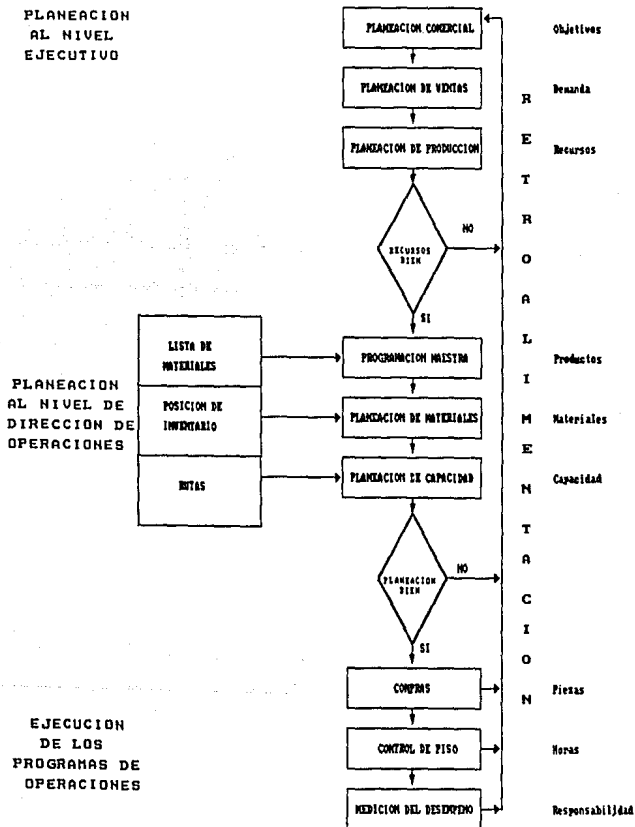 PLANEACION
AL NIVEL
EJECUTIVO
PLANEACION COMERCIAL
Objetivos
PLANEACION DE VENTAS
Demanda
PLANEACION DE PRODUCCION
Recursos
RECURSOS
BIEN
NO
SI
RETROALIMENTACION
PLANEACION
AL NIVEL DE
DIRECCION DE
OPERACIONES
LISTA DE
MATERIALES
POSICION DE
INVENTARIO
RUTAS
PROGRAMACION MAESTRA
Productos
PLANEACION DE MATERIALES
Materiales
PLANEACION DE CAPACIDAD
Capacidad
PLANEACION
BIEN
NO
SI
EJECUCION
DE LOS
PROGRAMAS DE
OPERACIONES
COMPRAS
Piezas
CONTROL DE PISO
Horas
MEDICION DEL DESEMPEÑO
Responsabilidad